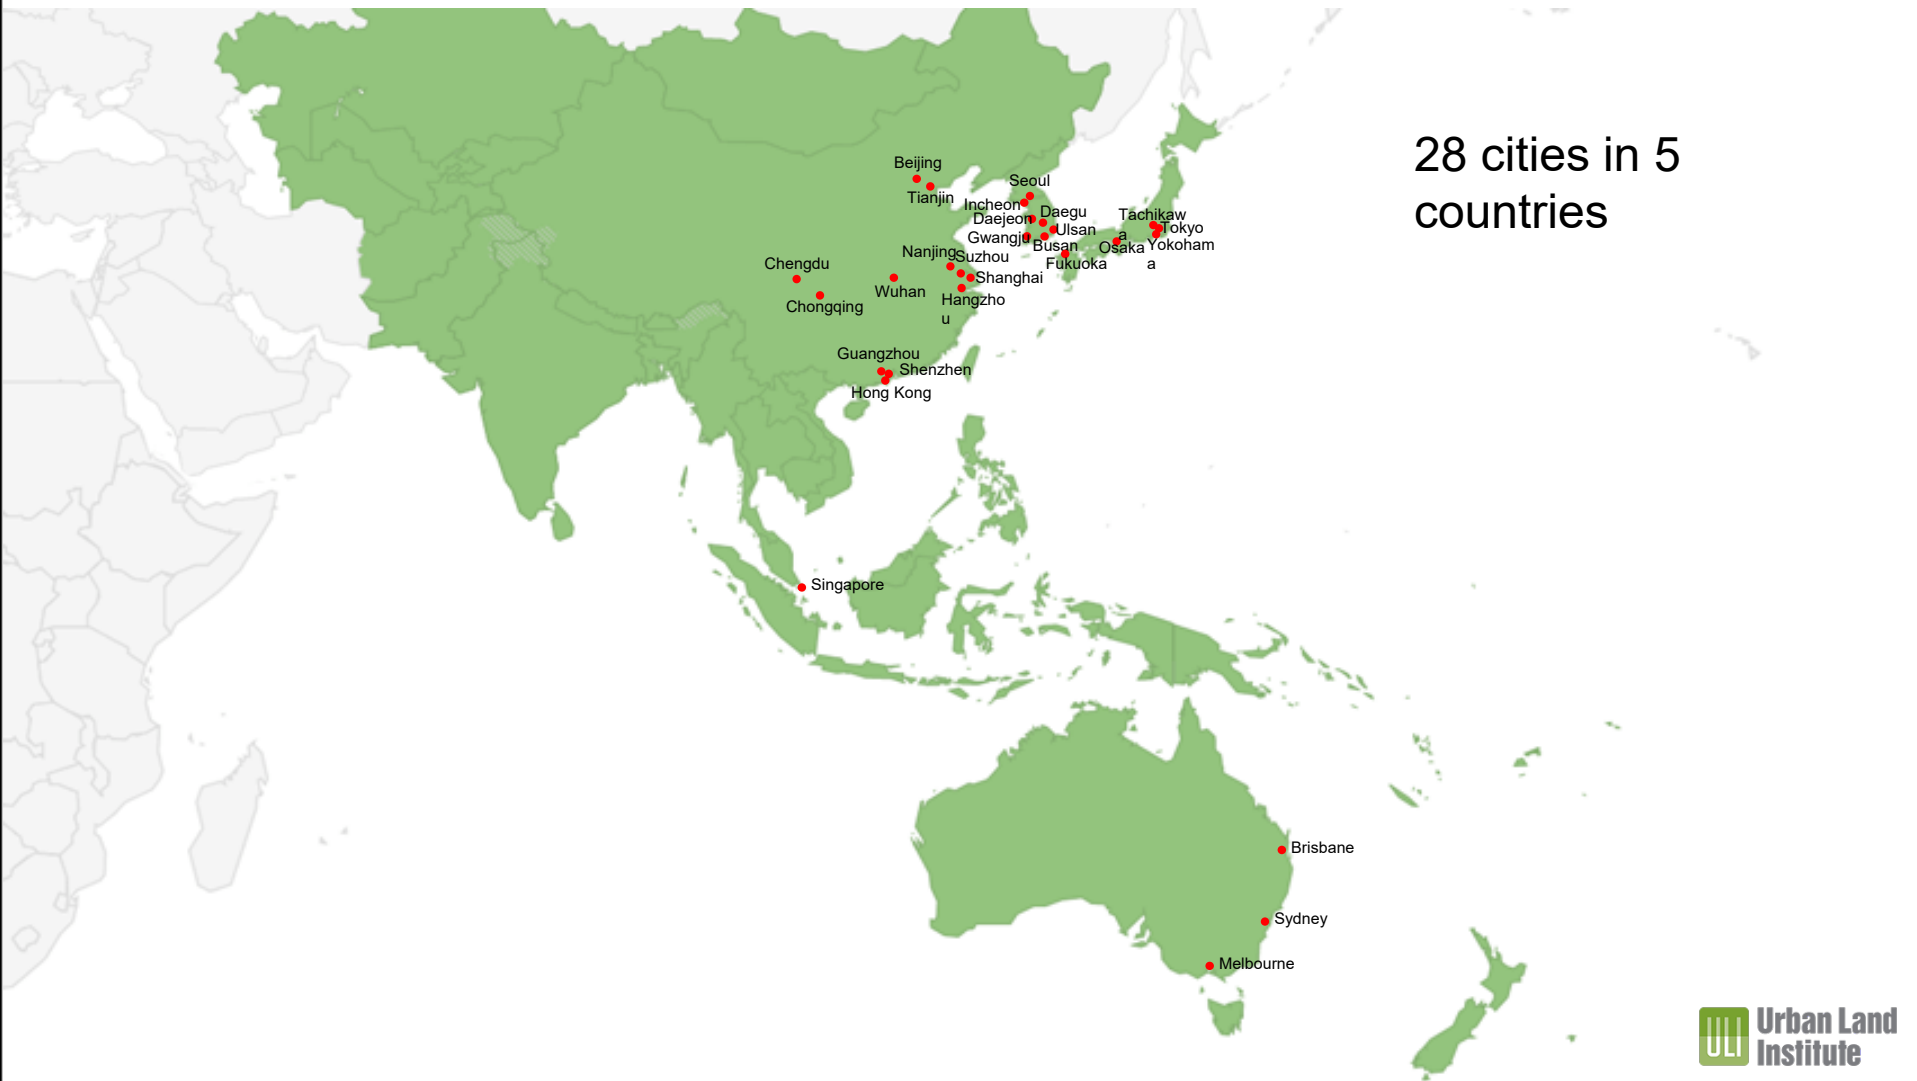 28 cities in 5
countries
Beijing
Tianjin
Seoul
Incheon
Daejeon
Daegu
Ulsan
Gwangju
Busan
Tachikaw
a
Tokyo
Osaka
Yokoham
a
Fukuoka
Nanjing
Suzhou
Shanghai
Hangzho
u
Chengdu
Chongqing
Wuhan
Guangzhou
Shenzhen
Hong Kong
Singapore
Brisbane
Sydney
Melbourne
ULI
Urban Land
Institute